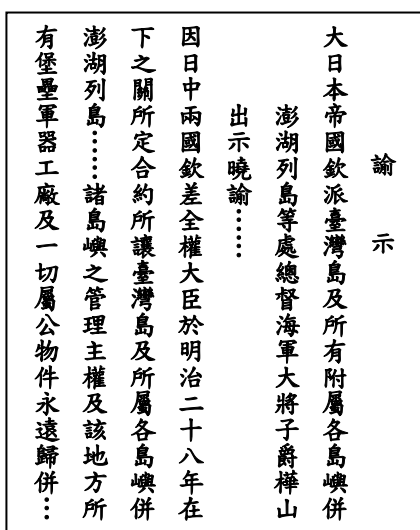 諭示
大日本帝國欽派臺灣島及所有附屬各島嶼併
澎湖列島等處總督海軍大將子爵樺山
出示曉諭……
因日中兩國欽差全權大臣於明治二十八年在
下之關所定合約所讓臺灣島及所屬各島嶼併
澎湖列島……諸島嶼之管理主權及該地方所
有堡壘軍器工廠及一切屬公物件永遠歸併…